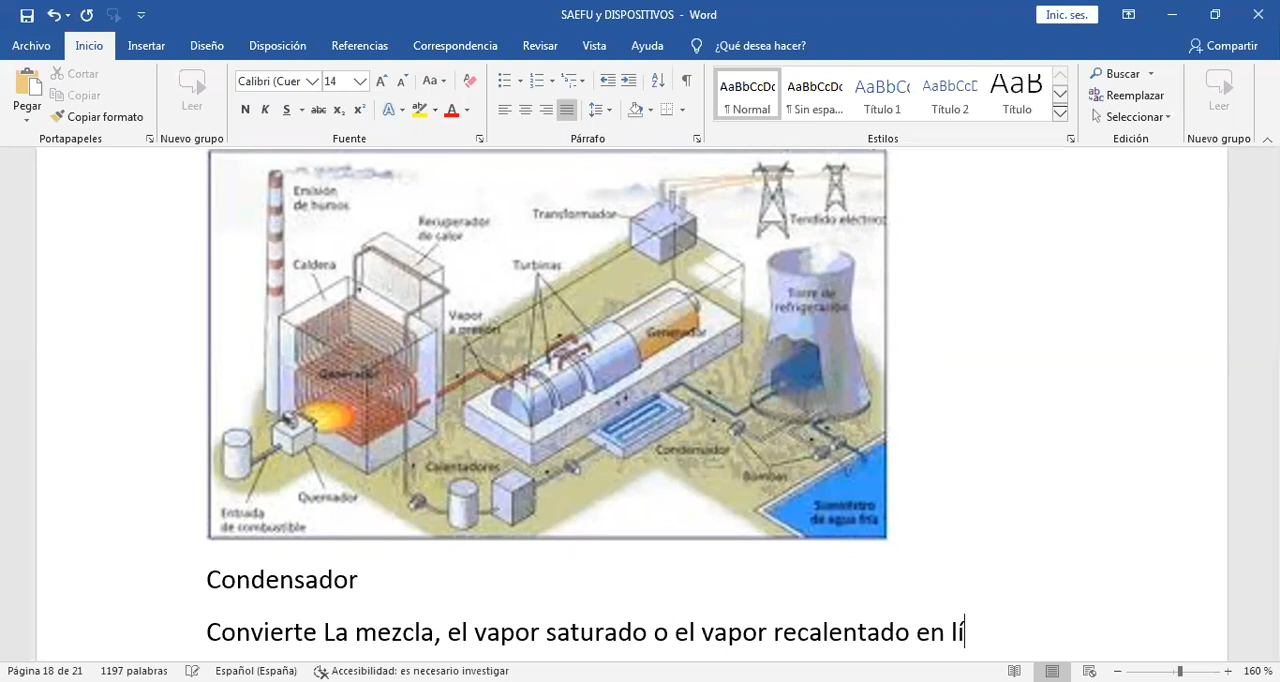 SAEFU y DISPOSITIVOS - Word
Inic. ses.
Archivo
Inicio
Insertar
Diseño
Disposición
Referencias
Correspondencia
Revisar
Vista
Ayuda
¿Qué desea hacer?
Compartir
Pegar
Cortar
Copiar
Copiar formato
Portapapeles
Leer
Nuevo grupo
Calibri (Cuer
14
Aa
N K S abc x₂ x²
A
Fuente
Párrafo
AaBbCcDc
¶ Normal
AaBbCcDc
¶ Sin espa...
AaBbCc
Título 1
AaBbCcD
Título 2
AaB
Título
Estilos
Buscar
Reemplazar
Seleccionar
Edición
Leer
Nuevo grupo
Emisión
de humos
Recuperador
de calor
Caldera
Transformador
Tendido eléctrico
Turbinas
Vapor
a presión
Torre de
refrigeración
Generador
Generador
Condensador
Calentadores
Bombas
Quemador
Entrada
de combustible
Suministro
de agua fría
Condensador
Convierte La mezcla, el vapor saturado o el vapor recalentado en lí
Página 18 de 21
1197 palabras
Español (España)
Accesibilidad: es necesario investigar
160 %